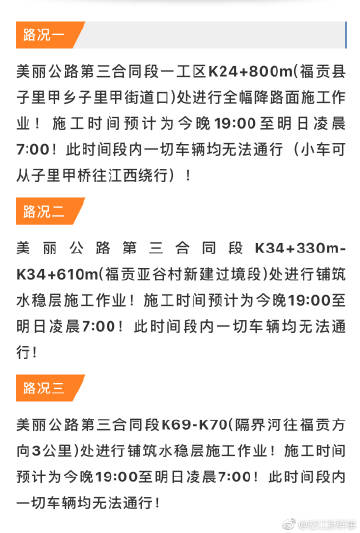 路况一
美丽公路第三合同段一工区K24+800m(福贡县
子里甲乡子里甲街道口)处进行全幅降路面施工作
业！施工时间预计为今晚19:00至明日凌晨
7:00！此时间段内一切车辆均无法通行（小车可
从子里甲桥往江西绕行）！
路况二
美丽公路第三合同段K34+330m-
K34+610m(福贡亚谷村新建过境段)处进行铺筑
水稳层施工作业！施工时间预计为今晚19:00至
明日凌晨7:00！此时间段内一切车辆均无法通
行！
路况三
美丽公路第三合同段K69-K70(隔界河往福贡方
向3公里)处进行铺筑水稳层施工作业！施工时间
预计为今晚19:00至明日凌晨7:00！此时间段内
一切车辆均无法通行！